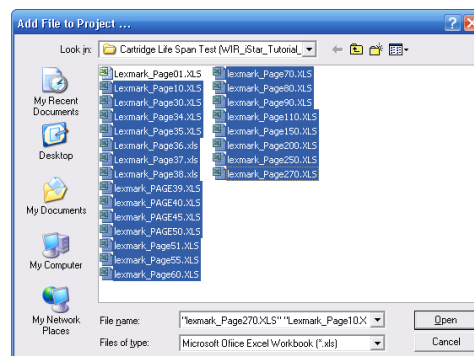 Add File to Project ...
Look in: Catridge Life Span Test (WIR_iStar_Tutorial_
My Recent Documents
Desktop
My Documents
My Computer
My Network Places
Lexmark_Page01.XLS
Lexmark_Page10.XLS
Lexmark_Page30.XLS
Lexmark_Page34.XLS
Lexmark_Page35.XLS
Lexmark_Page36.xls
Lexmark_Page37.xls
Lexmark_Page38.xls
lexmark_PAGE39.XLS
lexmark_PAGE40.XLS
lexmark_PAGE45.XLS
lexmark_PAGE50.XLS
lexmark_Page51.XLS
lexmark_Page55.XLS
lexmark_Page60.XLS
lexmark_Page70.XLS
lexmark_Page80.XLS
lexmark_Page90.XLS
lexmark_Page110.XLS
lexmark_Page150.XLS
lexmark_Page200.XLS
lexmark_Page250.XLS
lexmark_Page270.XLS
File name: "lexmark_Page270.XLS" "Lexmark_Page10.X
Open
Files of type: Microsoft Ofiice Excel Workbook (*.xls)
Cancel